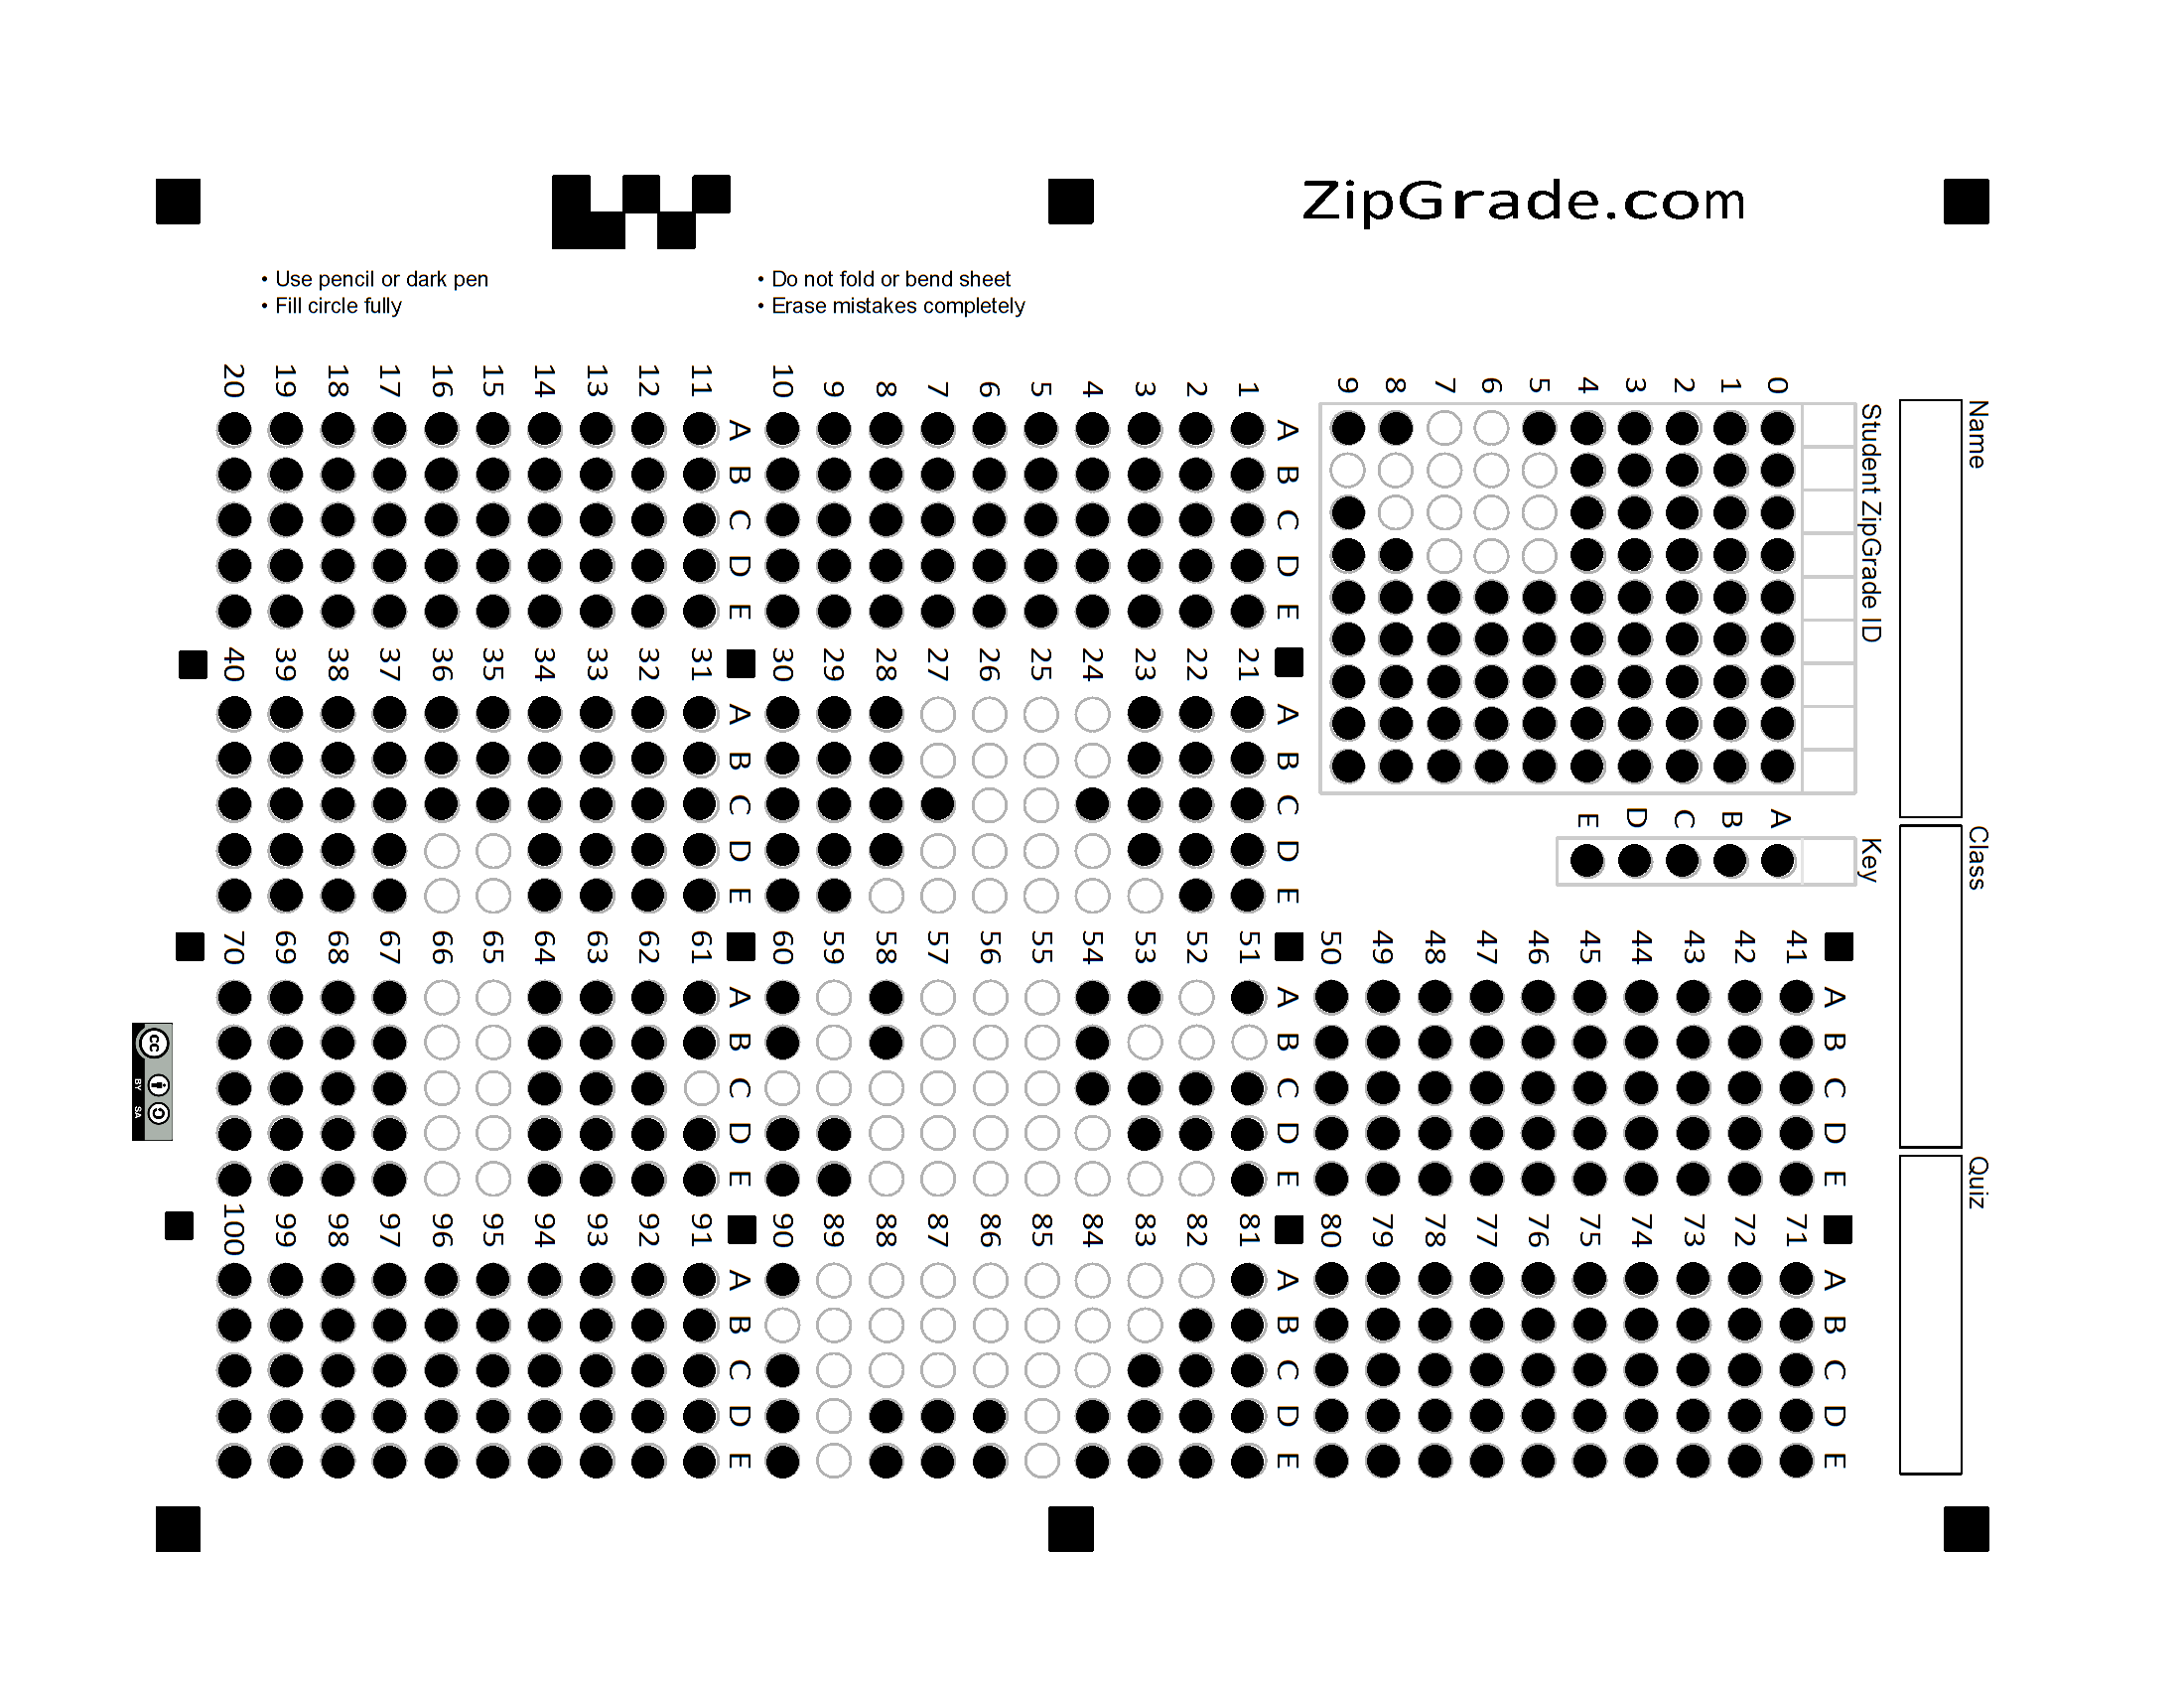 ZipGrade.com
• Use pencil or dark pen
• Fill circle fully
• Do not fold or bend sheet
• Erase mistakes completely
Name
Class
Quiz
Student ZipGrade ID
0 1 2 3 4 5 6 7 8 9
Key
A B C D E
20 19 18 17 16 15 14 13 12 11
A B C D E
10 9 8 7 6 5 4 3 2 1
A B C D E
40 39 38 37 36 35 34 33 32 31
A B C D E
30 29 28 27 26 25 24 23 22 21
A B C D E
70 69 68 67 66 65 64 63 62 61
A B C D E
60 59 58 57 56 55 54 53 52 51
A B C D E
50 49 48 47 46 45 44 43 42 41
A B C D E
100 99 98 97 96 95 94 93 92 91
A B C D E
90 89 88 87 86 85 84 83 82 81
A B C D E
80 79 78 77 76 75 74 73 72 71
A B C D E
cc
BY SA